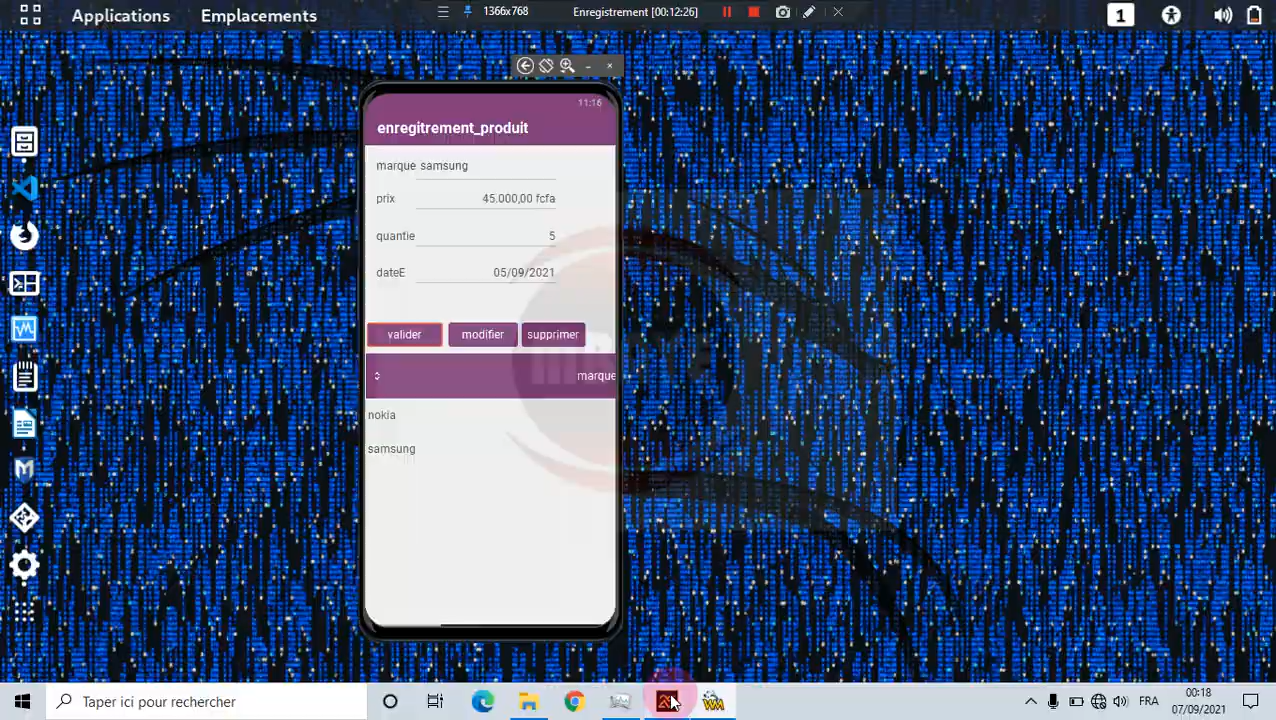 Applications Emplacements 1366x768 Enregistrement [00:12:26] 1
11:16
enregitrement_produit
marque samsung
prix 45.000,00 fcfa
quantie 5
dateE 05/09/2021
valider modifier supprimer
marque
nokia
samsung
Taper ici pour rechercher WM FRA 00:18
07/09/2021